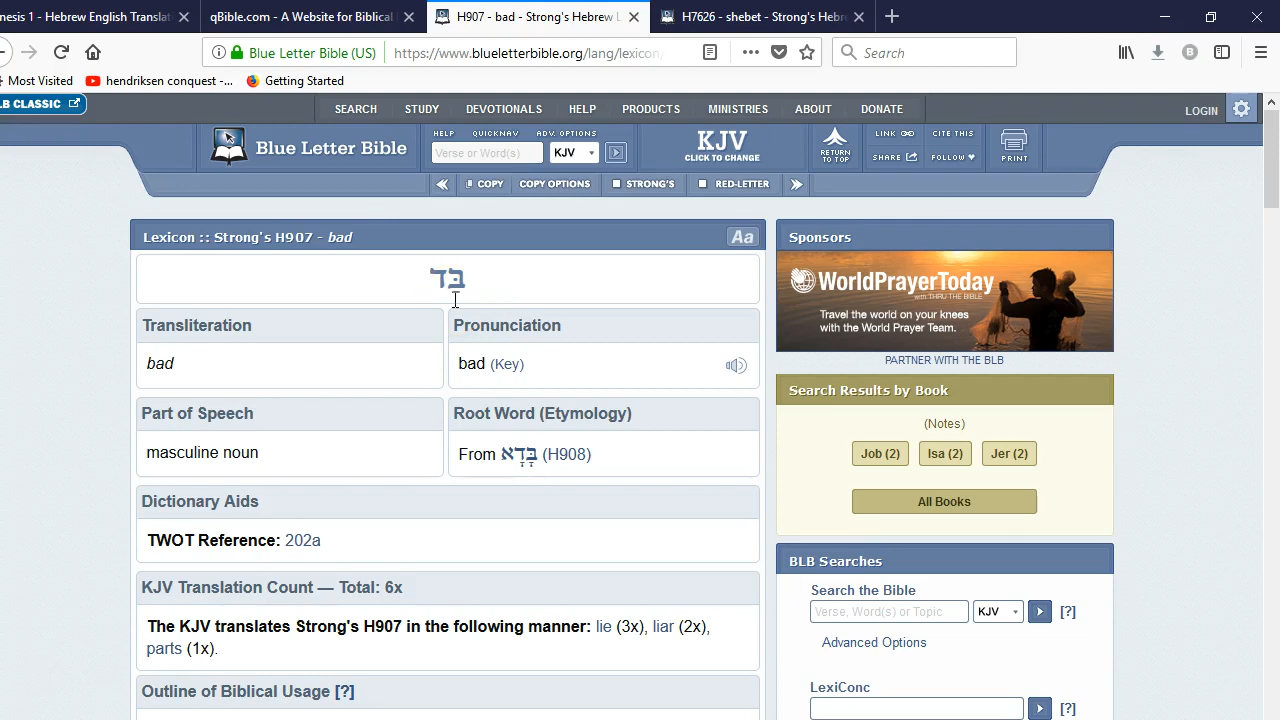 nesis 1 - Hebrew English Translat
qBible.com - A Website for Biblical
H907 - bad - Strong's Hebrew L
H7626 - shebet - Strong's Hebr
Blue Letter Bible (US)
https://www.blueletterbible.org/lang/lexicon/
Search
Most Visited
hendriksen conquest -...
Getting Started
LB CLASSIC
SEARCH STUDY DEVOTIONALS HELP PRODUCTS MINISTRIES ABOUT DONATE
LOGIN
Blue Letter Bible
HELP QUICKNAV ADV. OPTIONS
Verse or Word(s) KJV
KJV
CLICK TO CHANGE
RETURN
TO TOP
LINK CITE THIS
SHARE FOLLOW
PRINT
COPY COPY OPTIONS STRONG'S RED-LETTER
Lexicon :: Strong's H907 - bad
Aa
בַּד
Transliteration
bad
Pronunciation
bad (Key)
Part of Speech
masculine noun
Root Word (Etymology)
From בָּדָא (H908)
Dictionary Aids
TWOT Reference: 202a
KJV Translation Count — Total: 6x
The KJV translates Strong's H907 in the following manner: lie (3x), liar (2x),
parts (1x).
Outline of Biblical Usage [?]
Sponsors
WorldPrayerToday
with THRU THE BIBLE
Travel the world on your knees
with the World Prayer Team.
PARTNER WITH THE BLB
Search Results by Book
(Notes)
Job (2) Isa (2) Jer (2)
All Books
BLB Searches
Search the Bible
Verse, Word(s) or Topic KJV [?]
Advanced Options
LexiConc
[?]